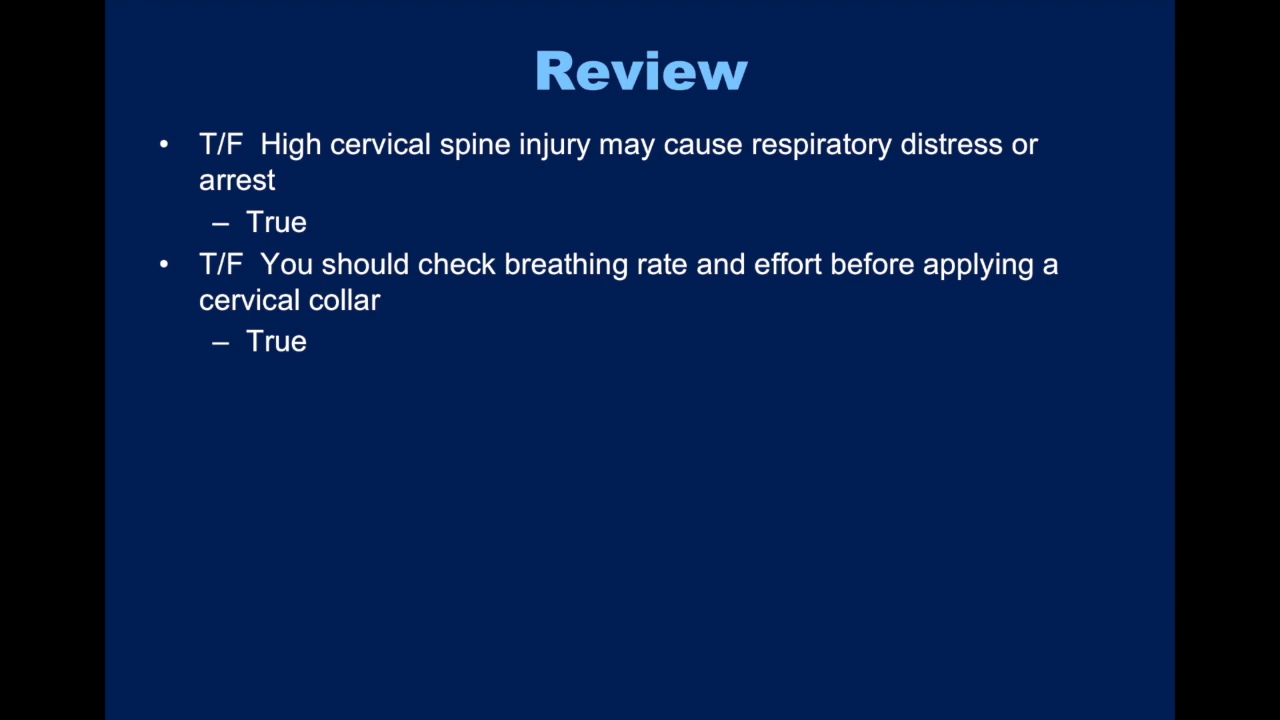 Review
• T/F  High cervical spine injury may cause respiratory distress or
arrest
– True
• T/F  You should check breathing rate and effort before applying a
cervical collar
– True